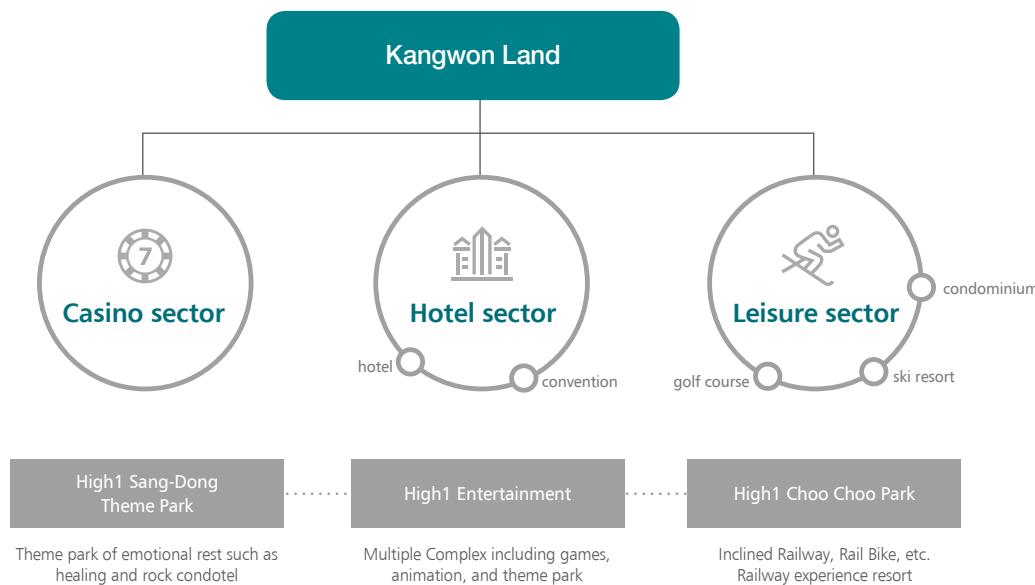 Kangwon Land
7
Casino sector
Hotel sector
hotel
convention
Leisure sector
condominium
golf course
ski resort
High1 Sang-Dong
Theme Park
High1 Entertainment
High1 Choo Choo Park
Theme park of emotional rest such as
healing and rock condotel
Multiple Complex including games,
animation, and theme park
Inclined Railway, Rail Bike, etc.
Railway experience resort